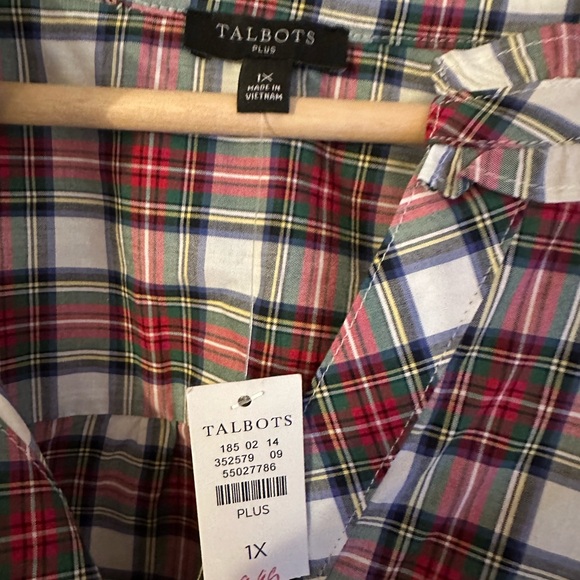 TALBOTS
PLUS
1X
MADE IN
VIETNAM
TALBOTS
185 02 14
352579 09
55027786
PLUS
1X